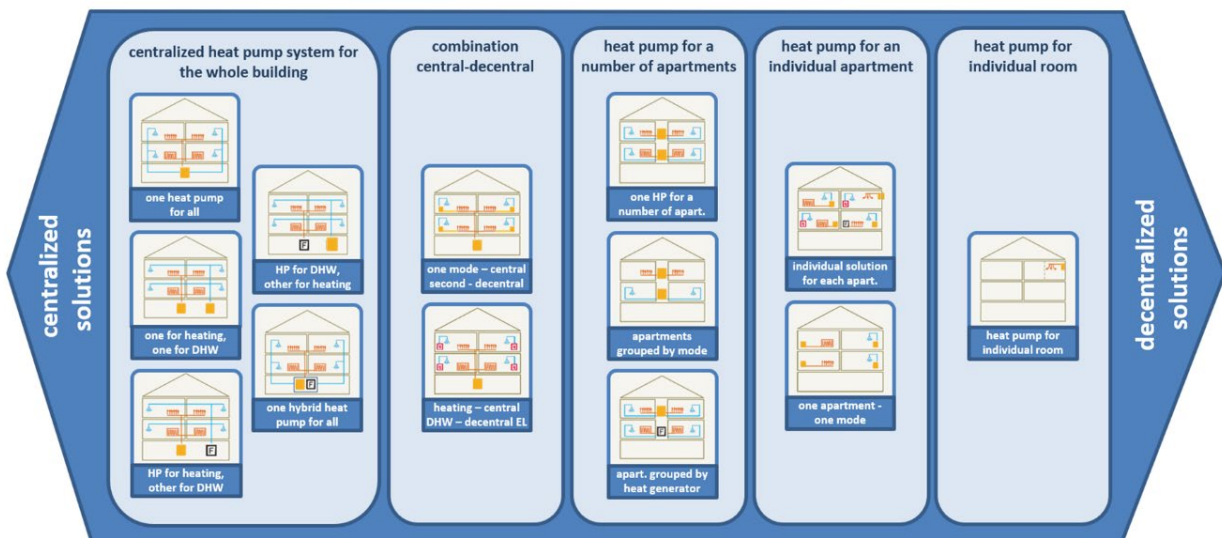 centralized
solutions
centralized heat pump system for
the whole building
one heat pump
for all
one for heating,
one for DHW
HP for heating,
other for DHW
F
HP for DHW,
other for heating
F
one hybrid heat
pump for all
F
combination
central-decentral
one mode – central
second - decentral
heating – central
DHW – decentral EL
heat pump for a
number of apartments
one HP for a
number of apart.
apartments
grouped by mode
apart. grouped by
heat generator
F
heat pump for an
individual apartment
individual solution
for each apart.
F
one apartment -
one mode
heat pump for
individual room
heat pump for
individual room
decentralized
solutions